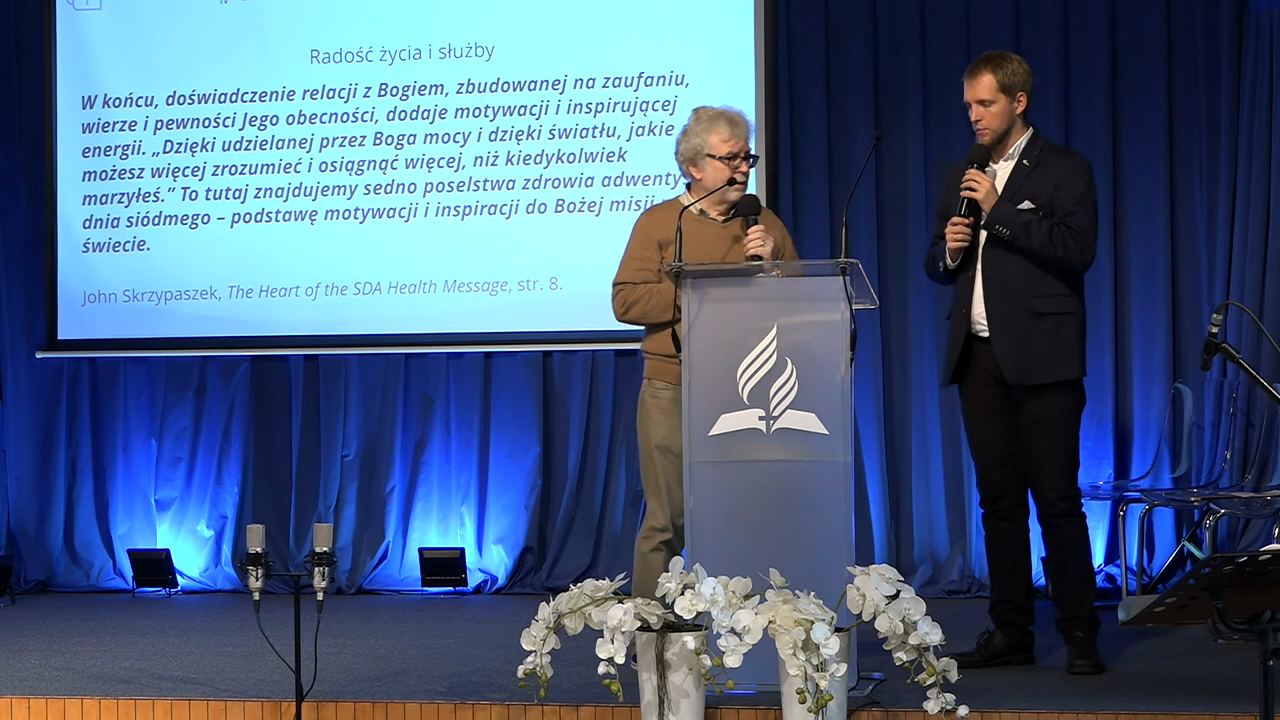 Radość życia i służby
W końcu, doświadczenie relacji z Bogiem, zbudowanej na zaufaniu,
wierze i pewności Jego obecności, dodaje motywacji i inspirującej
energii. „Dzięki udzielanej przez Boga mocy i dzięki światłu, jakie
możesz więcej zrozumieć i osiągnąć więcej, niż kiedykolwiek
marzyłeś.” To tutaj znajdujemy sedno poselstwa zdrowia
dnia siódmego – podstawę motywacji i inspiracji do Bożej misji
świecie.
John Skrzypaszek, The Heart of the SDA Health Message, str. 8.